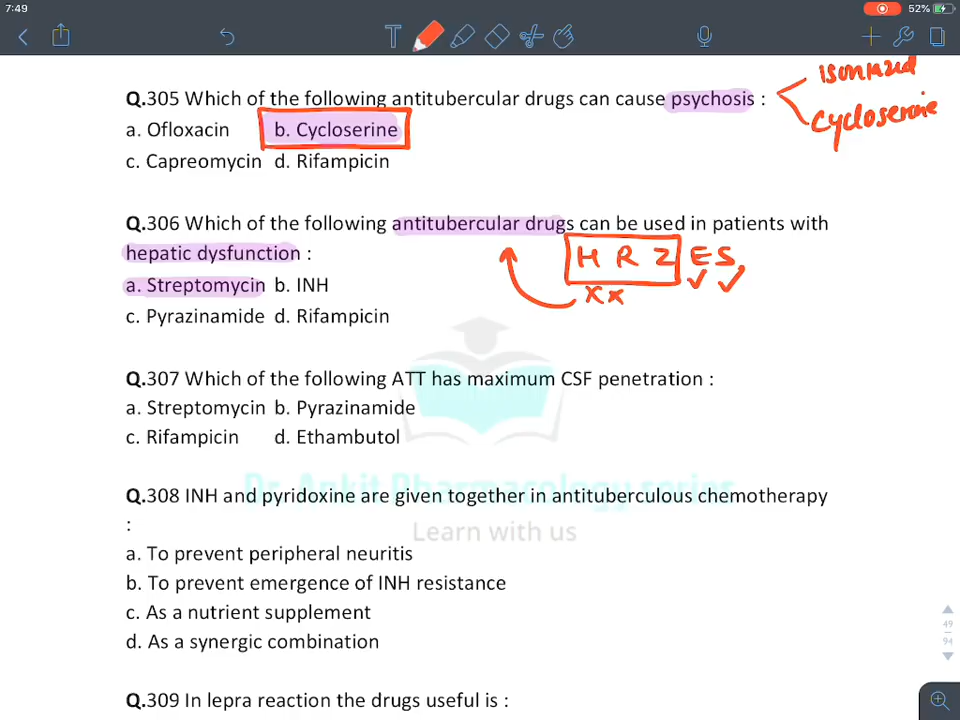 7:49
52%
T
isoniazed
Q.305 Which of the following antitubercular drugs can cause psychosis :
cycloserine
a. Ofloxacin b. Cycloserine
c. Capreomycin d. Rifampicin
Q.306 Which of the following antitubercular drugs can be used in patients with
hepatic dysfunction :
H R Z E S
x x
a. Streptomycin b. INH
c. Pyrazinamide d. Rifampicin
Q.307 Which of the following ATT has maximum CSF penetration :
a. Streptomycin b. Pyrazinamide
c. Rifampicin d. Ethambutol
Dr. Ankit Pharmacology series
Q.308 INH and pyridoxine are given together in antituberculous chemotherapy
:
Learn with us
a. To prevent peripheral neuritis
b. To prevent emergence of INH resistance
c. As a nutrient supplement
d. As a synergic combination
49
94
Q.309 In lepra reaction the drugs useful is :